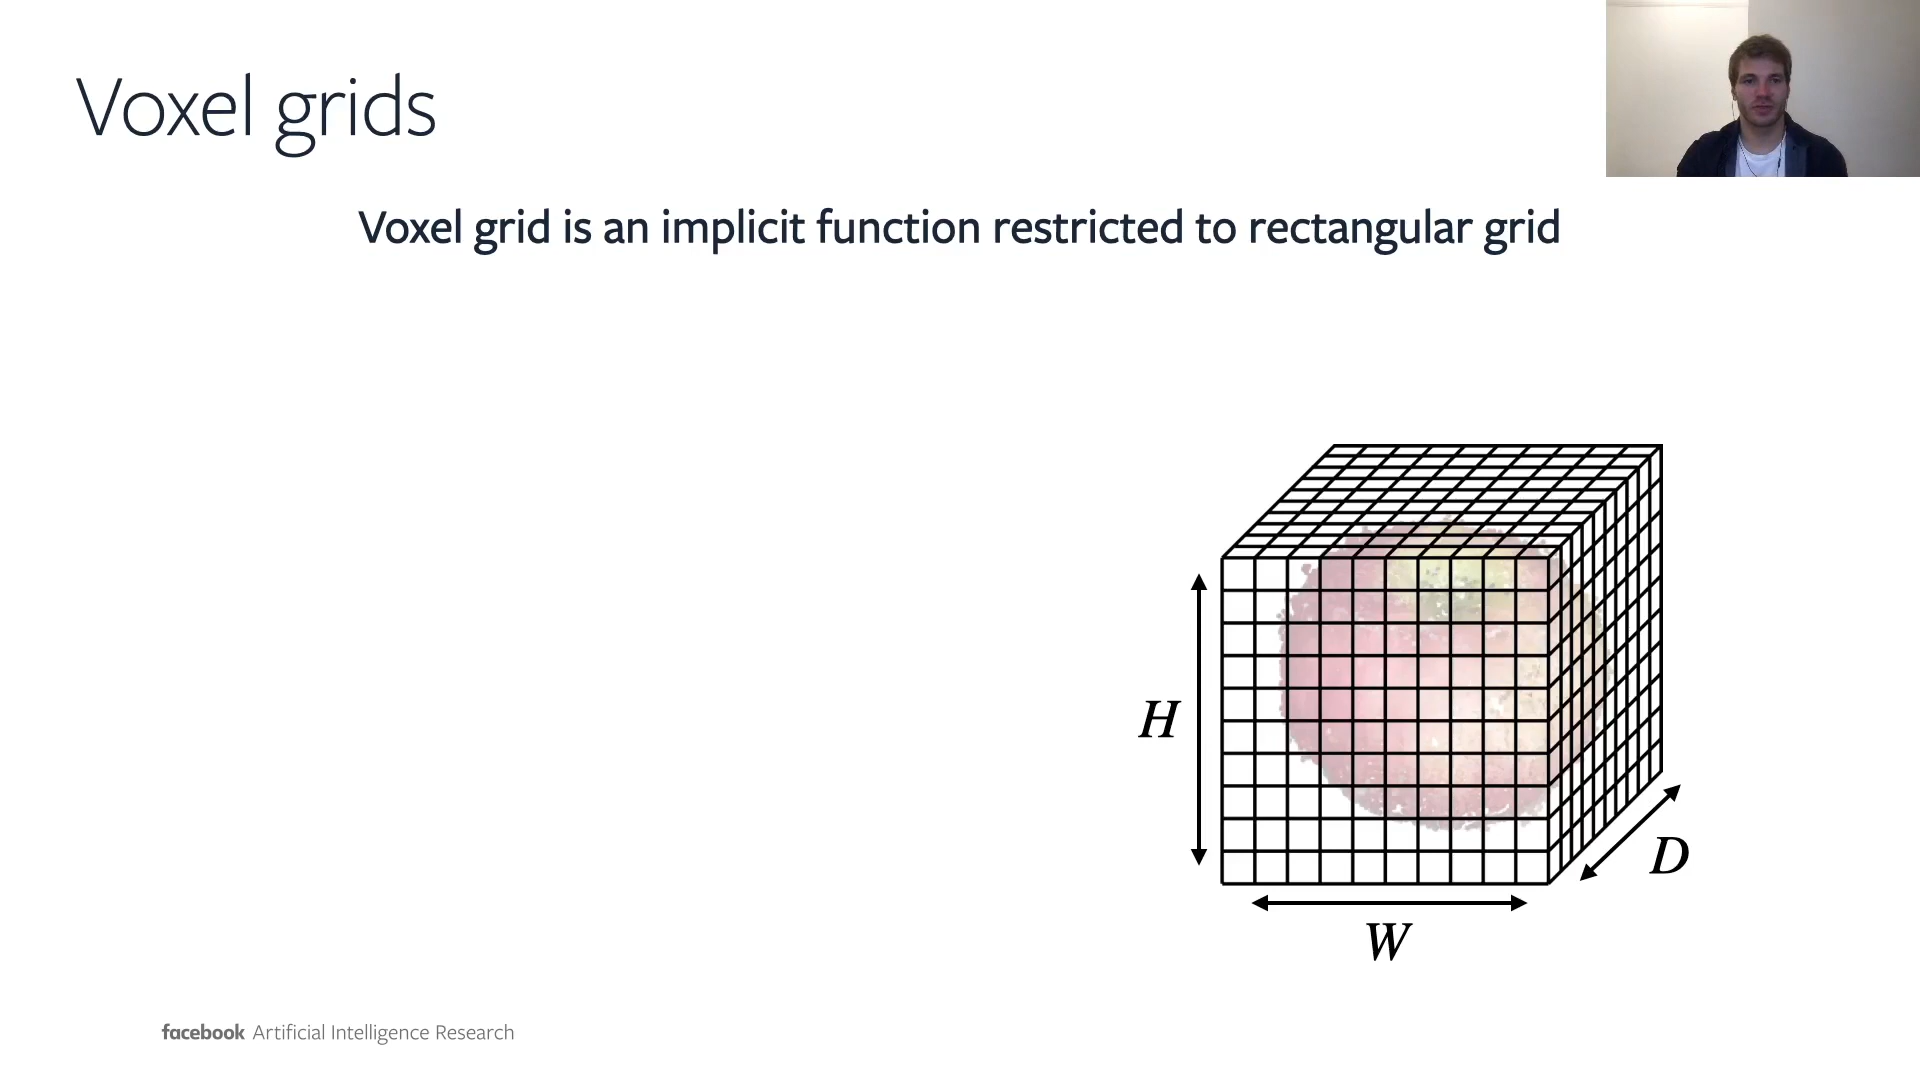 Voxel grids
Voxel grid is an implicit function restricted to rectangular grid
H
D
W
facebook Artificial Intelligence Research